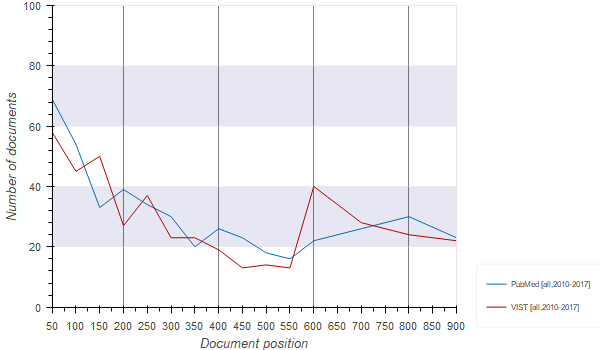 100
80
60
40
20
0
Number of documents
50 100 150 200 250 300 350 400 450 500 550 600 650 700 750 800 850 900
Document position
PubMed [all,2010-2017]
VIST [all,2010-2017]